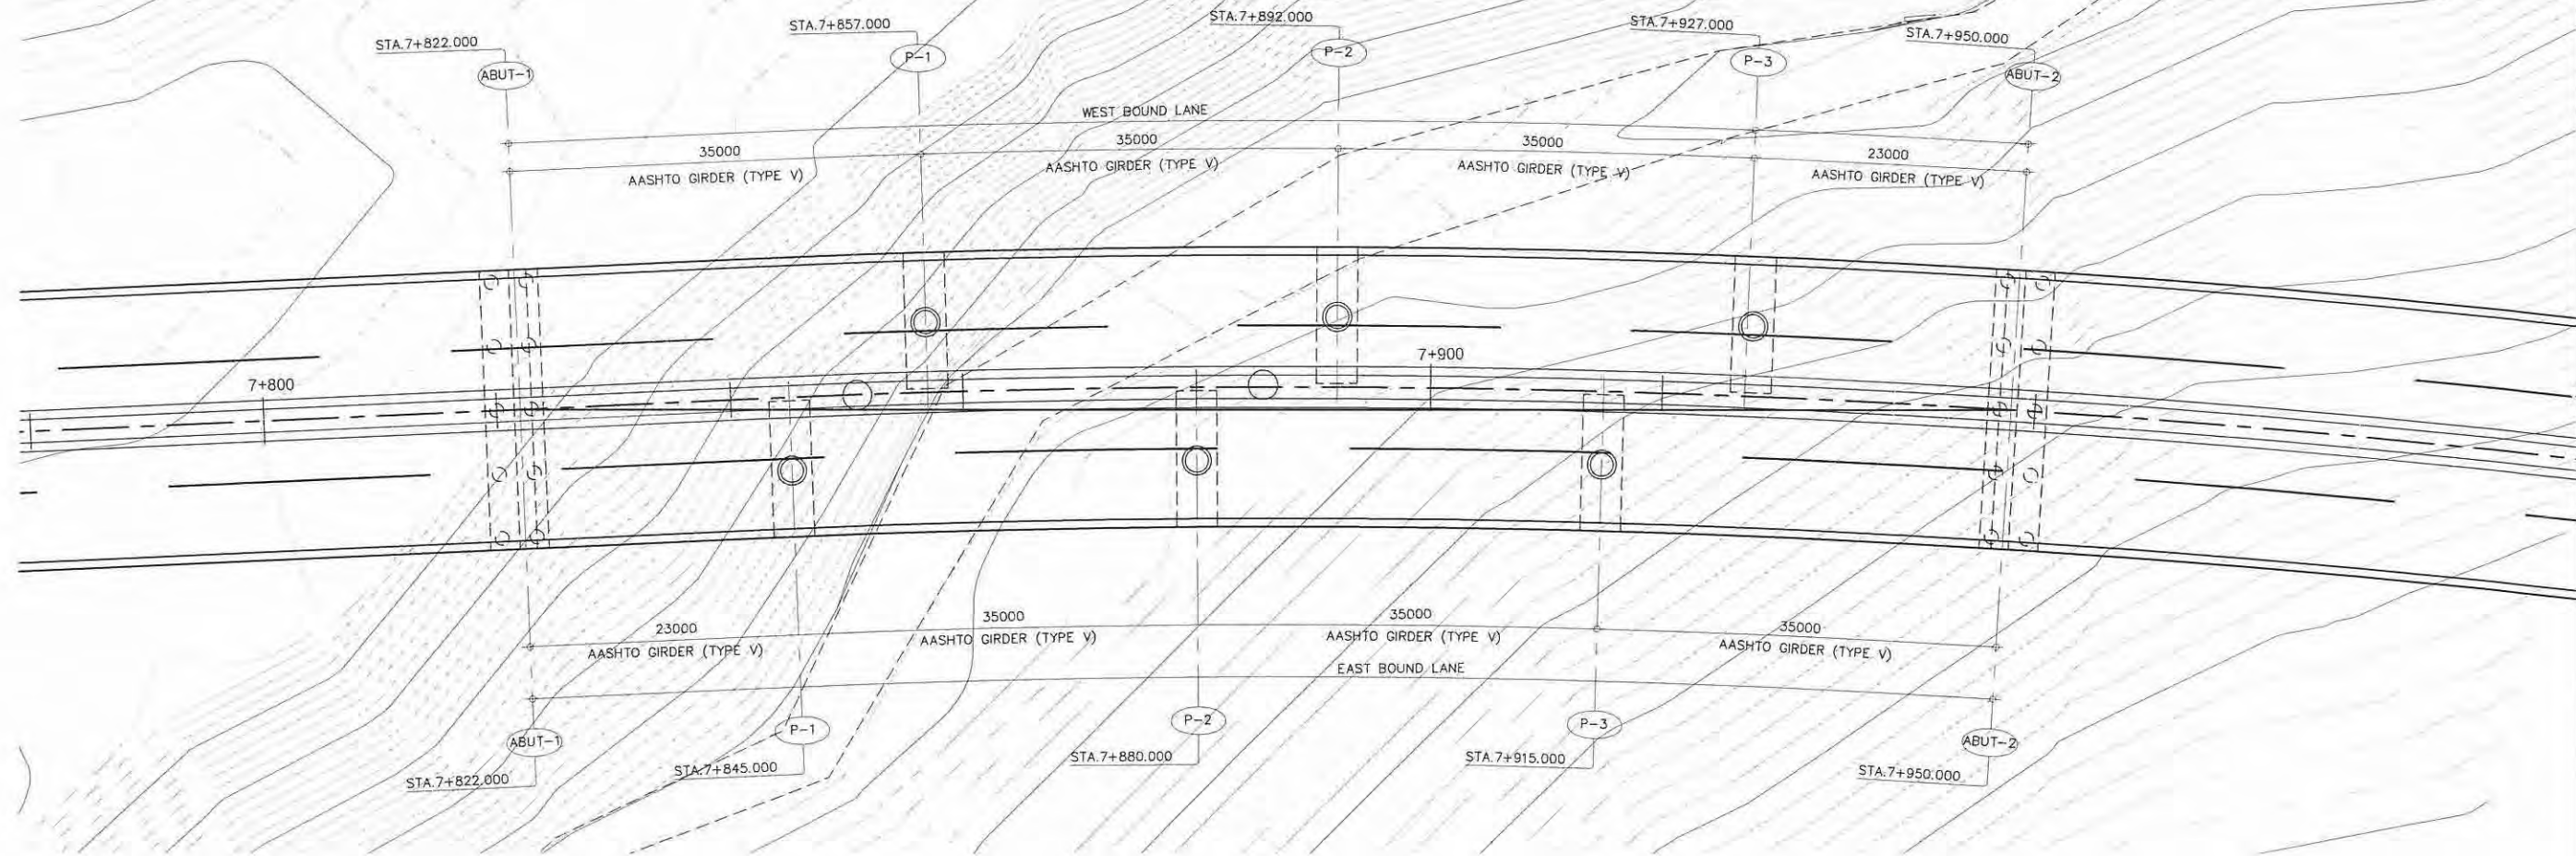 STA.7+822.000
ABUT-1
STA.7+857.000
P-1
STA.7+892.000
P-2
STA.7+927.000
P-3
STA.7+950.000
ABUT-2
WEST BOUND LANE
35000
AASHTO GIRDER (TYPE V)
35000
AASHTO GIRDER (TYPE V)
35000
AASHTO GIRDER (TYPE V)
23000
AASHTO GIRDER (TYPE V)
7+800
7+900
23000
AASHTO GIRDER (TYPE V)
35000
AASHTO GIRDER (TYPE V)
35000
AASHTO GIRDER (TYPE V)
35000
AASHTO GIRDER (TYPE V)
EAST BOUND LANE
ABUT-1
STA.7+822.000
P-1
STA.7+845.000
P-2
STA.7+880.000
P-3
STA.7+915.000
ABUT-2
STA.7+950.000